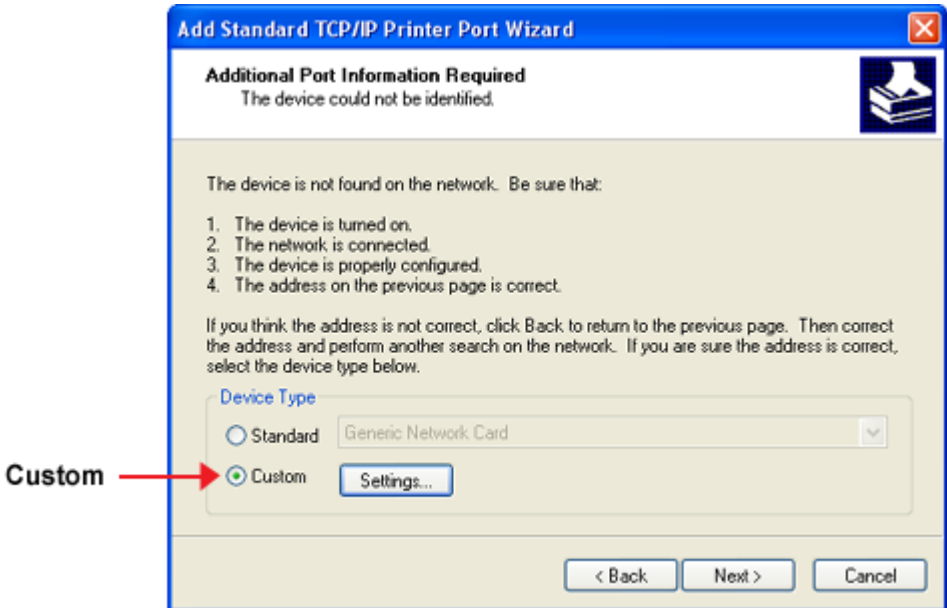 Add Standard TCP/IP Printer Port Wizard
Additional Port Information Required
The device could not be identified.
The device is not found on the network. Be sure that:
1. The device is turned on.
2. The network is connected.
3. The device is properly configured.
4. The address on the previous page is correct.
If you think the address is not correct, click Back to return to the previous page. Then correct
the address and perform another search on the network. If you are sure the address is correct,
select the device type below.
Device Type
Standard Generic Network Card
Custom Custom Settings...
< Back Next > Cancel